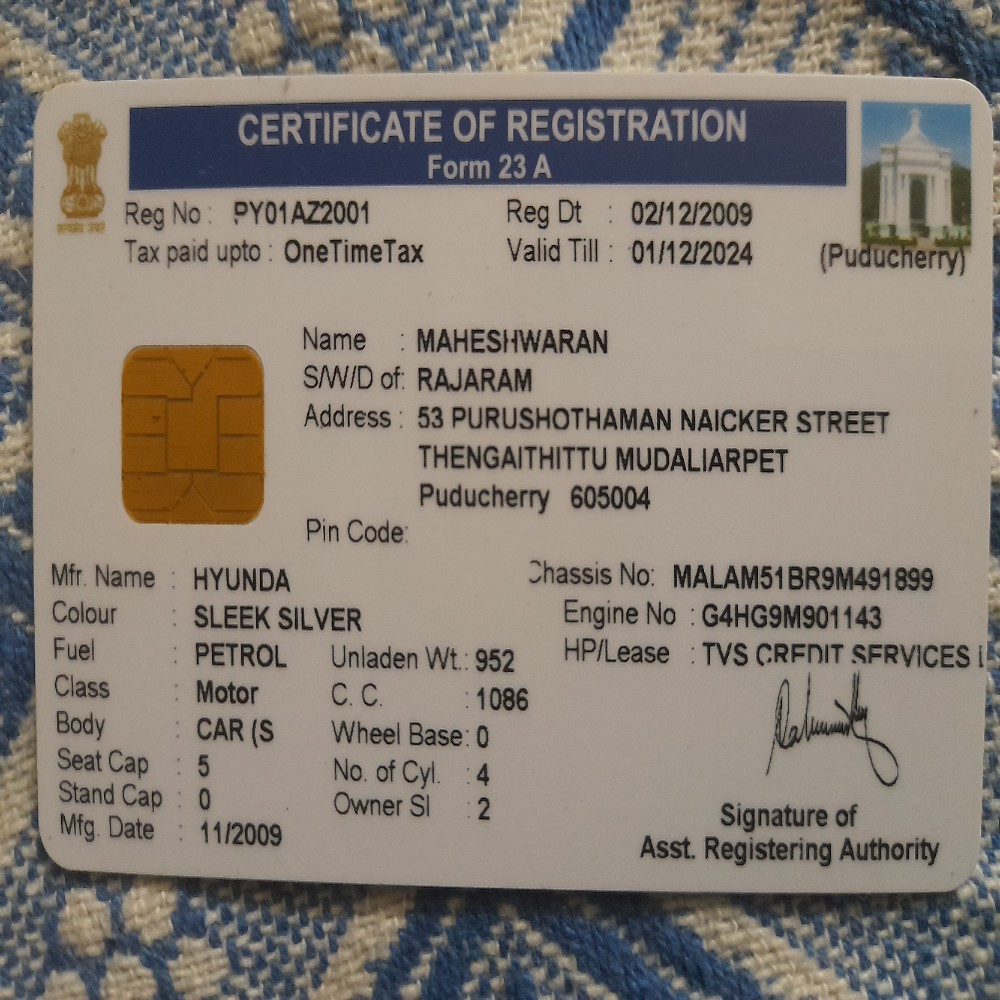 CERTIFICATE OF REGISTRATION
Form 23 A
Reg No : PY01AZ2001 Reg Dt : 02/12/2009
Tax paid upto : OneTimeTax Valid Till : 01/12/2024 (Puducherry)
Name : MAHESHWARAN
S/W/D of: RAJARAM
Address : 53 PURUSHOTHAMAN NAICKER STREET
THENGAITHITTU MUDALIARPET
Puducherry 605004
Pin Code:
Mfr. Name : HYUNDA Chassis No: MALAM51BR9M491899
Colour : SLEEK SILVER Engine No : G4HG9M901143
Fuel : PETROL Unladen Wt.: 952 HP/Lease : TVS CREDIT SERVICES
Class : Motor C. C. : 1086
Body : CAR (S Wheel Base: 0
Seat Cap : 5 No. of Cyl. : 4
Stand Cap : 0 Owner Sl : 2
Mfg. Date : 11/2009
Signature of
Asst. Registering Authority